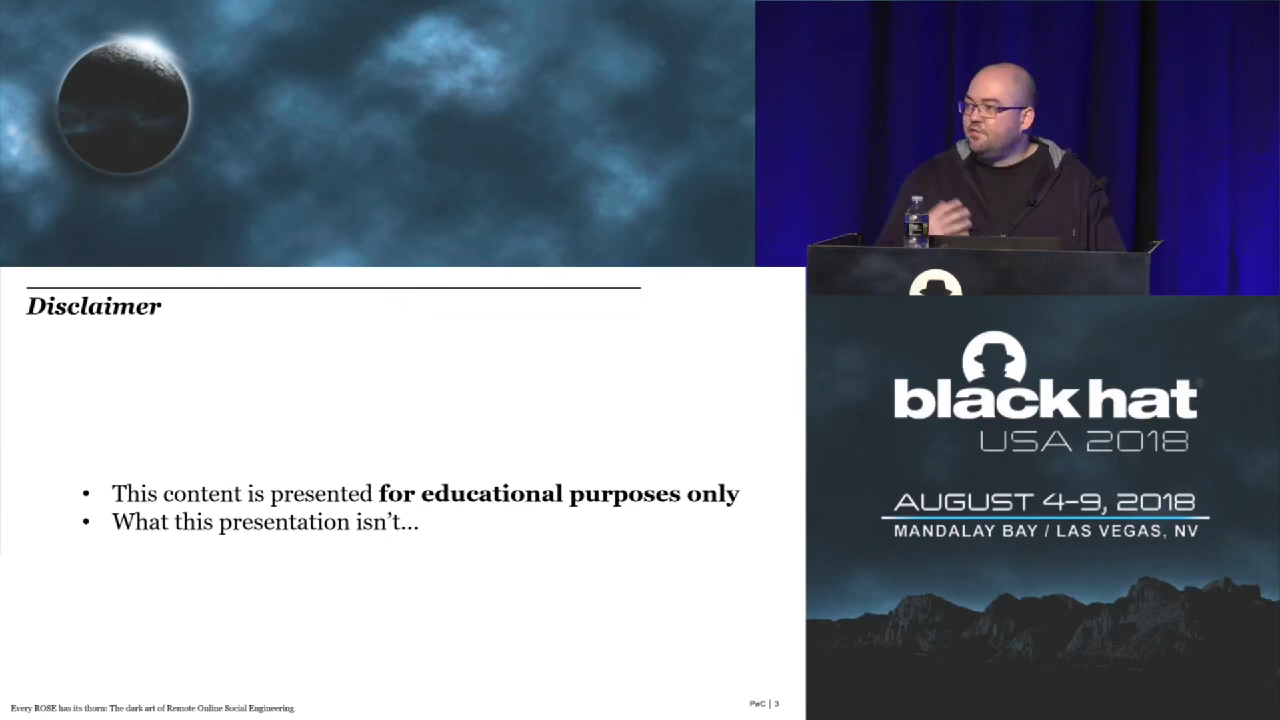 Disclaimer
• This content is presented for educational purposes only
• What this presentation isn’t...
Every ROSE has its thorn: The dark art of Remote Online Social Engineering
PwC | 3
black hat
USA 2018
AUGUST 4–9, 2018
MANDALAY BAY / LAS VEGAS, NV